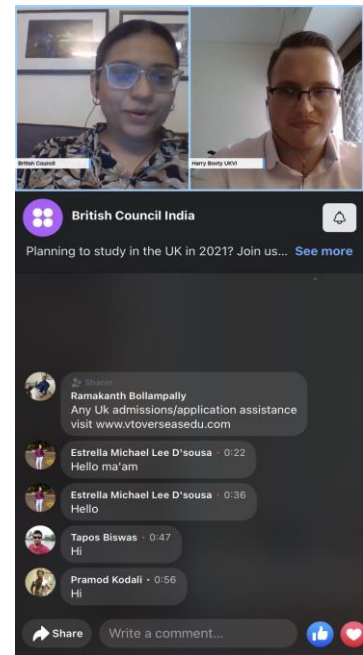 British Council
Harry Booty UKVI
British Council India
Planning to study in the UK in 2021? Join us... See more
Sharer
Ramakanth Bollampally
Any Uk admissions/application assistance
visit www.vtoverseasedu.com
Estrella Michael Lee D'sousa · 0:22
Hello ma'am
Estrella Michael Lee D'sousa · 0:36
Hello
Tapos Biswas · 0:47
Hi
Pramod Kodali · 0:56
Hi
Share
Write a comment...